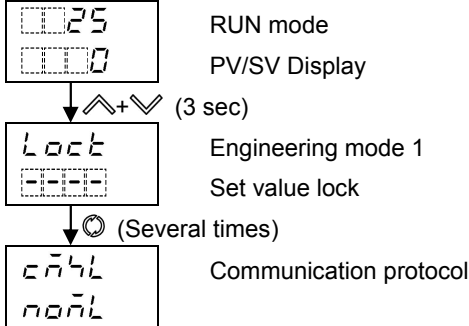 25 RUN mode
0 PV/SV Display
+ (3 sec)
Lock Engineering mode 1
---- Set value lock
(Several times)
cmsl Communication protocol
noml